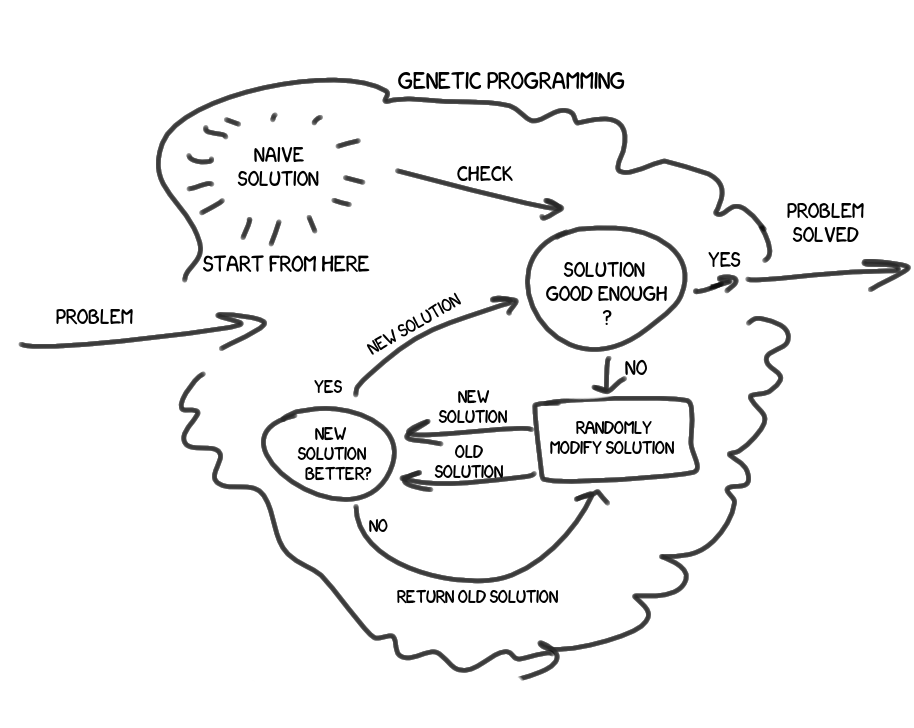 GENETIC PROGRAMMING
NAIVE
SOLUTION
START FROM HERE
CHECK
PROBLEM
SOLVED
YES
SOLUTION
GOOD ENOUGH
?
PROBLEM
NEW SOLUTION
NO
YES
NEW
SOLUTION
OLD
SOLUTION
RANDOMLY
MODIFY SOLUTION
NEW
SOLUTION
BETTER?
NO
RETURN OLD SOLUTION